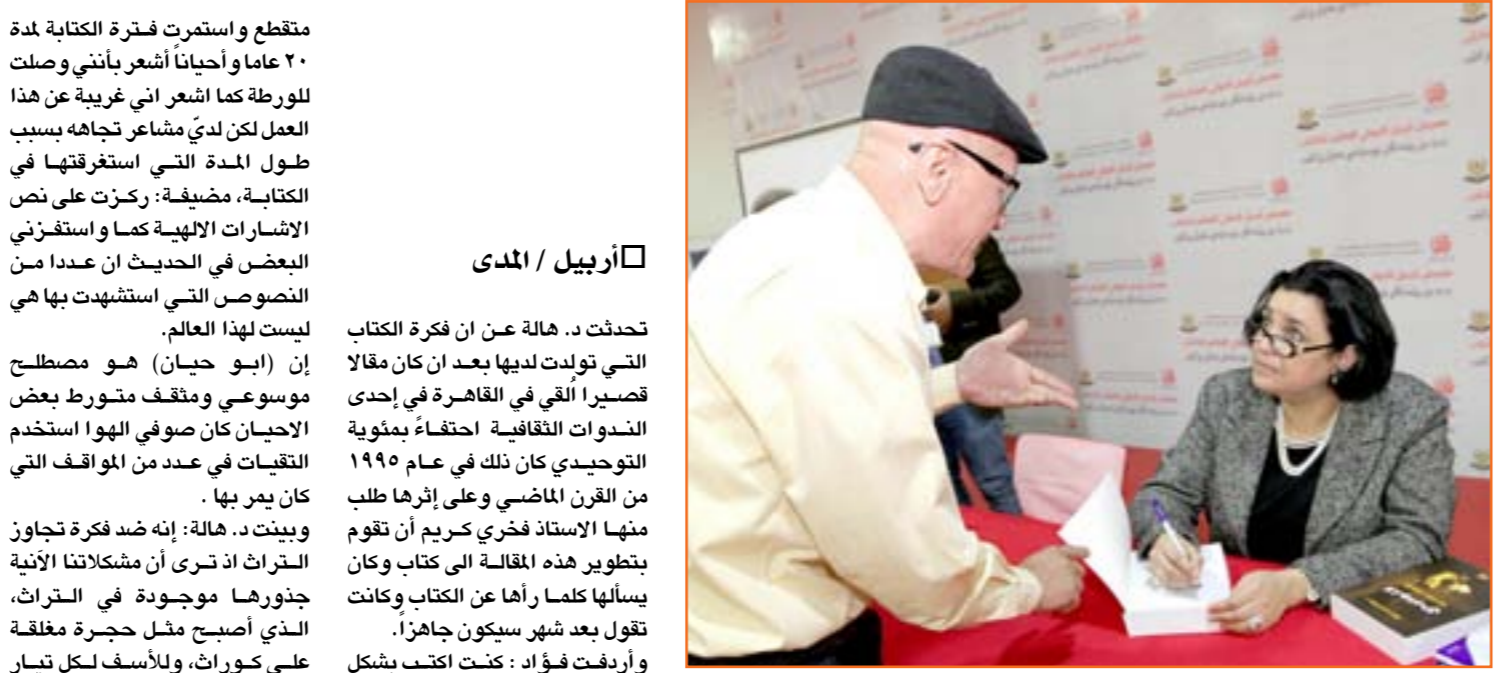 □أربيل / المدى
تحدثت د. هالة عن ان فكرة الكتاب
التي تولدت لديها بعد ان كان مقالا
قصيرا اُلقي في القاهرة في إحدى
الندوات الثقافية احتفاءً بمئوية
التوحيدي كان ذلك في عام ١٩٩٥
من القرن الماضي وعلى إثرها طلب
منها الاستاذ فخري كريم أن تقوم
بتطوير هذه المقالة الى كتاب وكان
يسألها كلما رأها عن الكتاب وكانت
تقول بعد شهر سيكون جاهزاً.
وأردفت فؤاد : كنت اكتب بشكل
متقطع واستمرت فترة الكتابة لمدة
٢٠ عاما وأحياناً أشعر بأنني وصلت
للورطة كما اشعر اني غريبة عن هذا
العمل لكن لديّ مشاعر تجاهه بسبب
طول المدة التي استغرقتها في
الكتابة، مضيفة: ركزت على نص
الاشارات الالهية كما واستفزني
البعض في الحديث ان عددا من
النصوص التي استشهدت بها هي
ليست لهذا العالم.
إن (ابو حيان) هو مصطلح
موسوعي ومثقف متورط بعض
الاحيان كان صوفي الهوا استخدم
التقيات في عدد من المواقف التي
كان يمر بها .
وبينت د. هالة: إنه ضد فكرة تجاوز
التراث اذ ترى أن مشكلاتنا الآنية
جذورها موجودة في التراث،
الذي أصبح مثل حجرة مغلقة
على كوراث، وللأسف لكل تيار